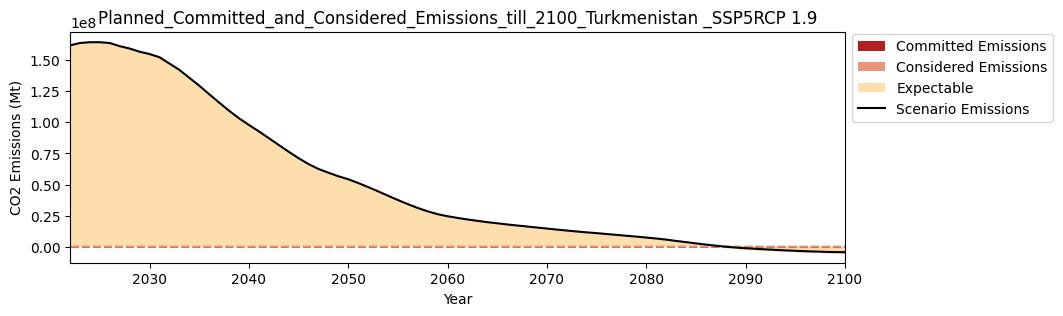 Planned_Committed_and_Considered_Emissions_till_2100_Turkmenistan _SSP5RCP 1.9
1e8
Committed Emissions
Considered Emissions
Expectable
Scenario Emissions
CO2 Emissions (Mt)
1.50
1.25
1.00
0.75
0.50
0.25
0.00
2030 2040 2050 2060 2070 2080 2090 2100
Year